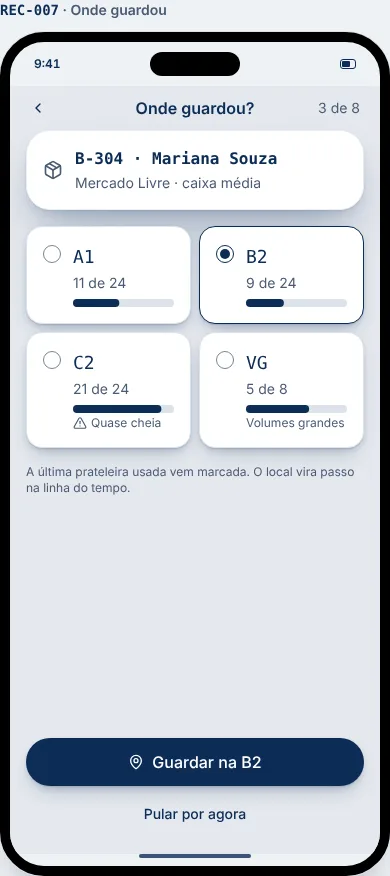 REC-007 · Onde guardou
9:41
Onde guardou?
3 de 8
B-304 · Mariana Souza
Mercado Livre · caixa média
A1
11 de 24
B2
9 de 24
C2
21 de 24
Quase cheia
VG
5 de 8
Volumes grandes
A última prateleira usada vem marcada. O local vira passo
na linha do tempo.
Guardar na B2
Pular por agora